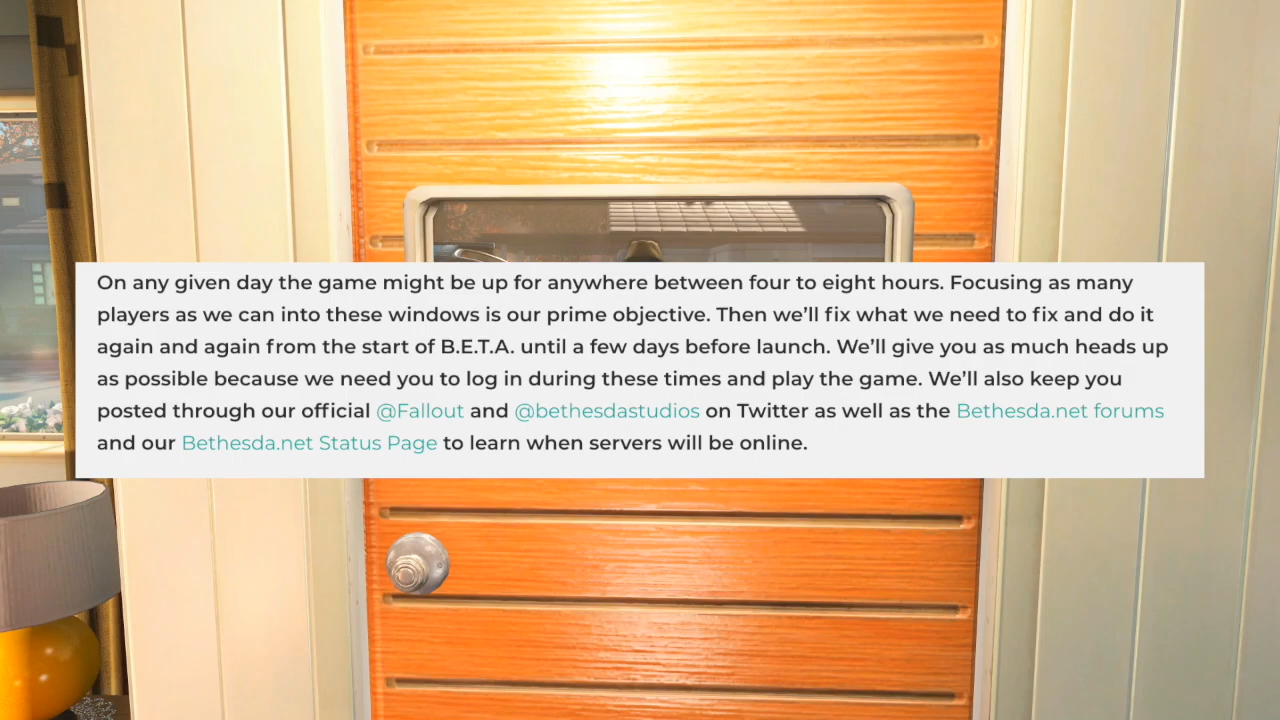 On any given day the game might be up for anywhere between four to eight hours. Focusing as many
players as we can into these windows is our prime objective. Then we’ll fix what we need to fix and do it
again and again from the start of B.E.T.A. until a few days before launch. We’ll give you as much heads up
as possible because we need you to log in during these times and play the game. We’ll also keep you
posted through our official @Fallout and @bethesdastudios on Twitter as well as the Bethesda.net forums
and our Bethesda.net Status Page to learn when servers will be online.